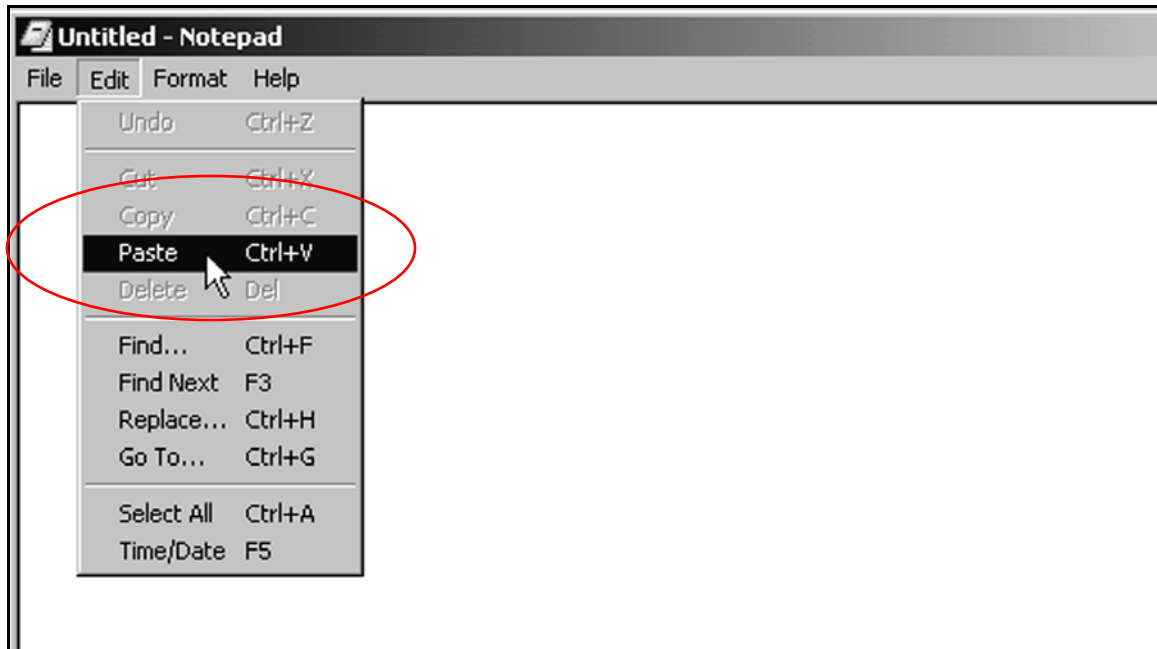 Untitled - Notepad
File Edit Format Help
Undo Ctrl+Z
Cut Ctrl+X
Copy Ctrl+C
Paste Ctrl+V
Delete Del
Find... Ctrl+F
Find Next F3
Replace... Ctrl+H
Go To... Ctrl+G
Select All Ctrl+A
Time/Date F5